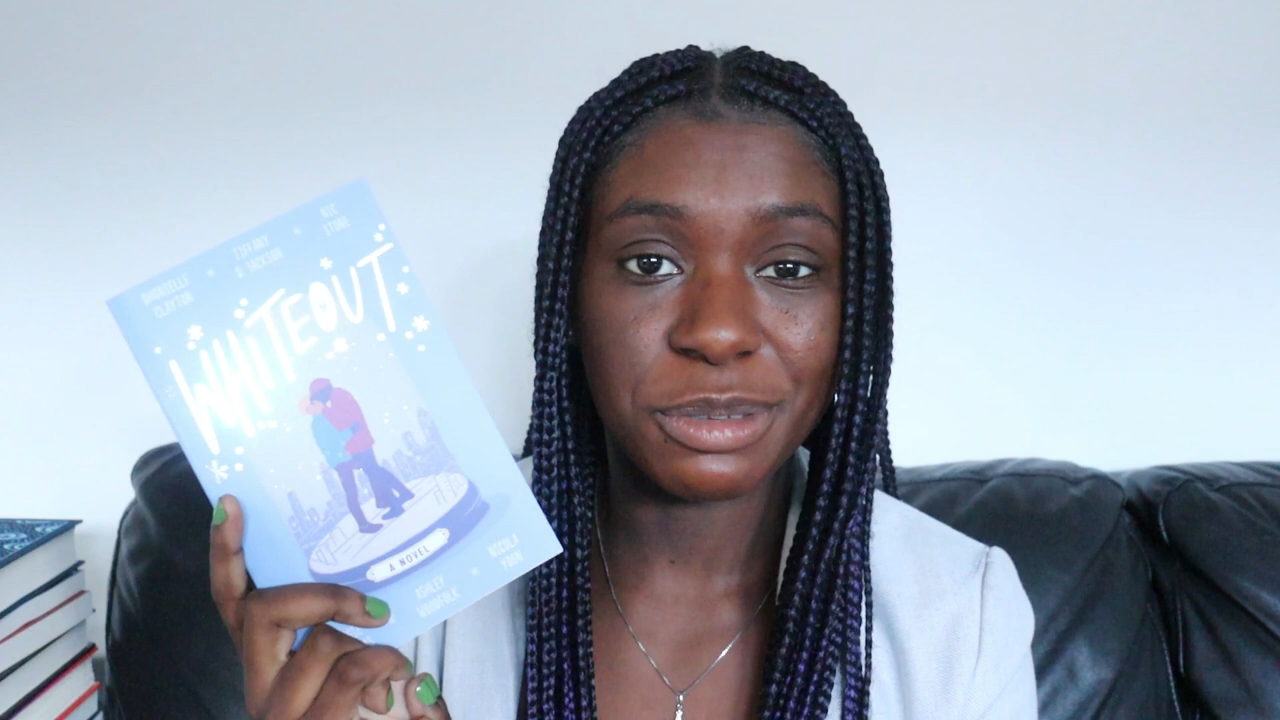 DHONIELLE
CLAYTON
TIFFANY
D. JACKSON
NIC
STONE
WHITEOUT
A NOVEL
ASHLEY
WOODFOLK
NICOLA
YOON